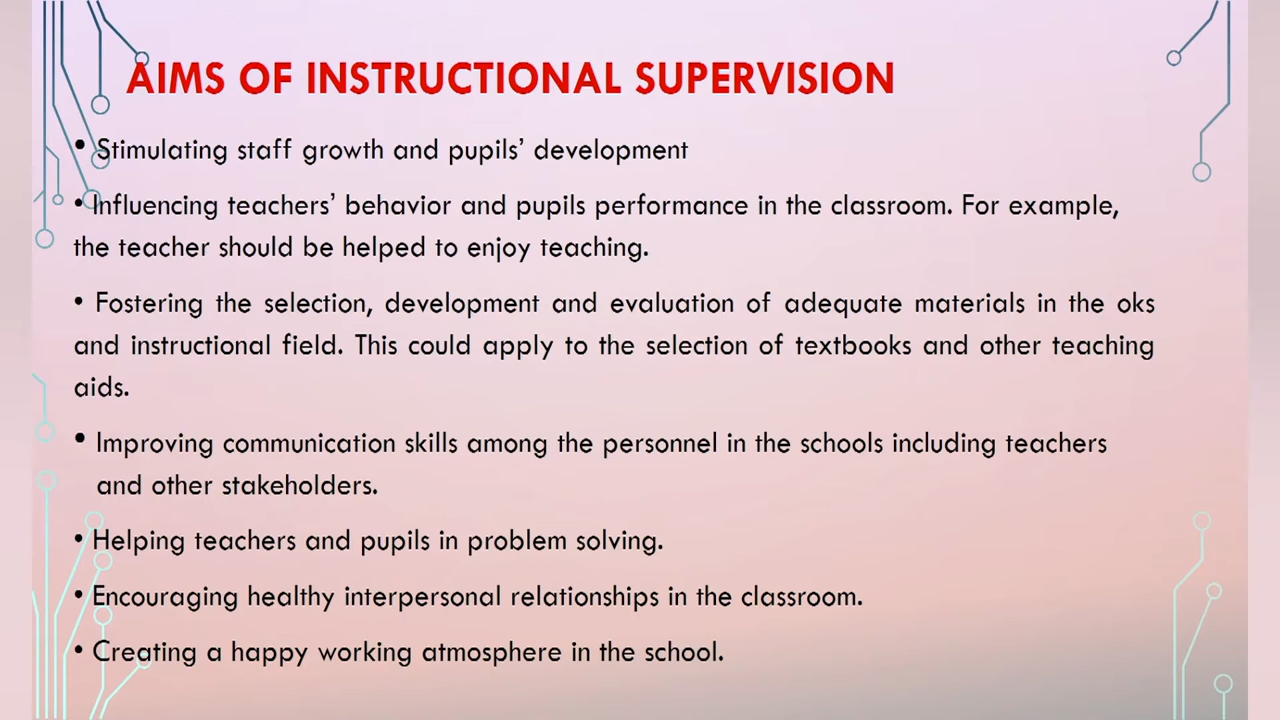 AIMS OF INSTRUCTIONAL SUPERVISION
• Stimulating staff growth and pupils’ development
• Influencing teachers’ behavior and pupils performance in the classroom. For example,
the teacher should be helped to enjoy teaching.
• Fostering the selection, development and evaluation of adequate materials in the oks
and instructional field. This could apply to the selection of textbooks and other teaching
aids.
• Improving communication skills among the personnel in the schools including teachers
and other stakeholders.
• Helping teachers and pupils in problem solving.
• Encouraging healthy interpersonal relationships in the classroom.
• Creating a happy working atmosphere in the school.